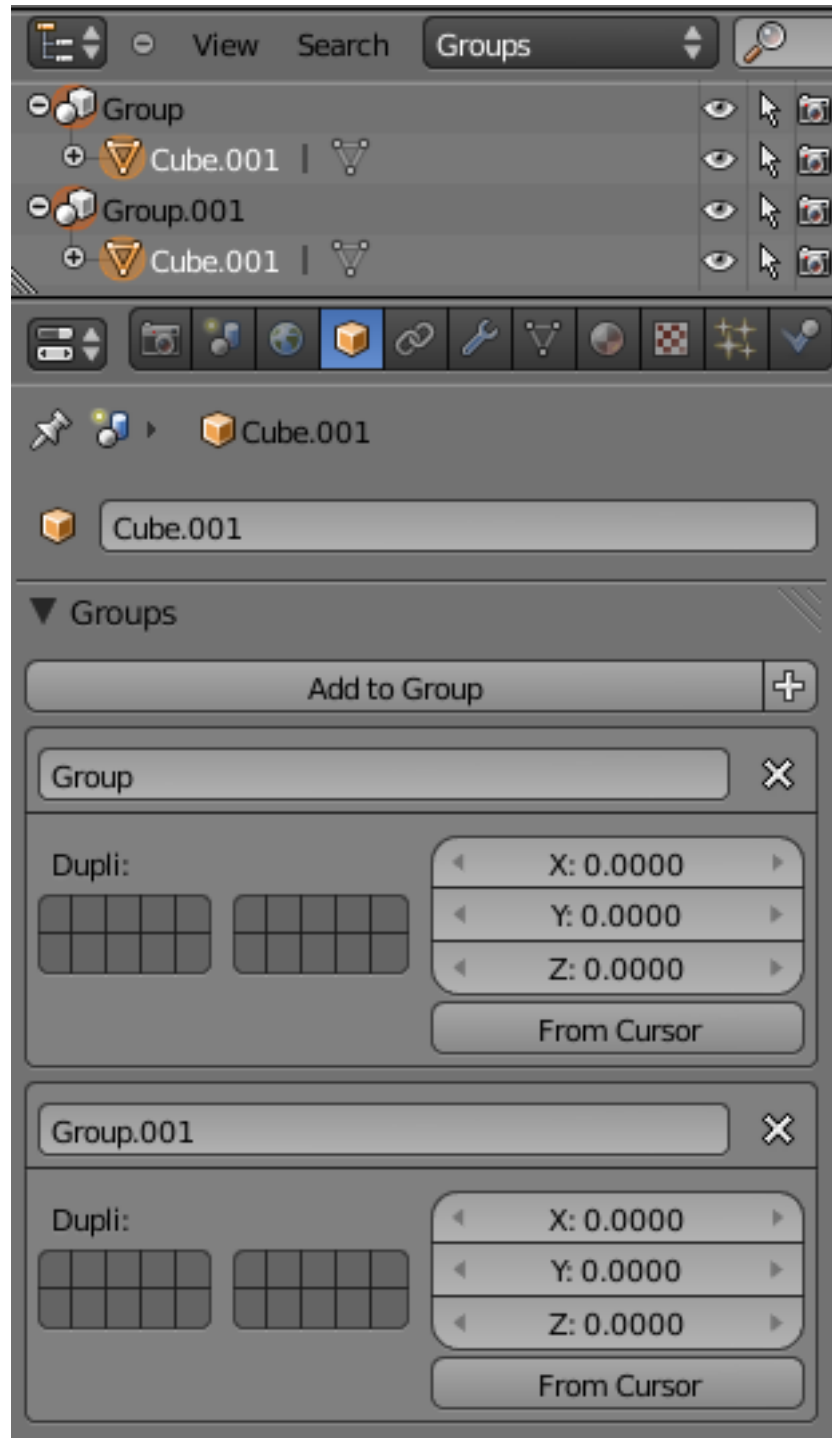 View Search Groups
Group
Cube.001
Group.001
Cube.001
Cube.001
Cube.001
Groups
Add to Group
Group
Dupli:
X: 0.0000
Y: 0.0000
Z: 0.0000
From Cursor
Group.001
Dupli:
X: 0.0000
Y: 0.0000
Z: 0.0000
From Cursor